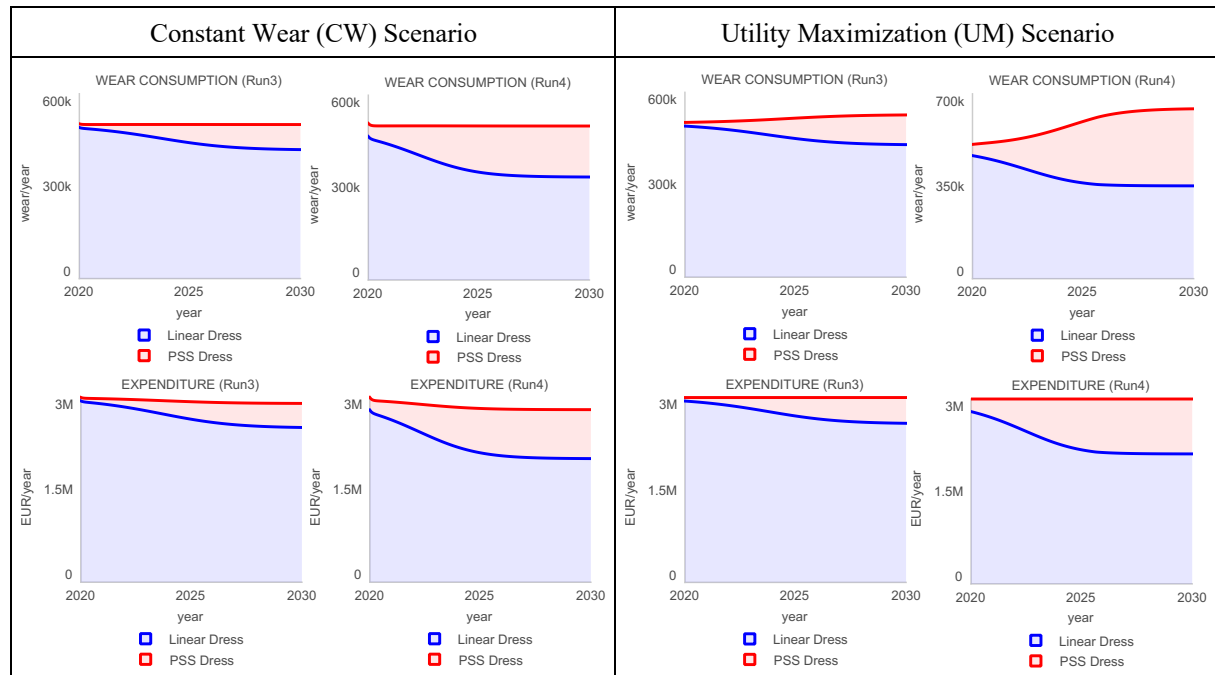 Constant Wear (CW) Scenario
Utility Maximization (UM) Scenario
WEAR CONSUMPTION (Run3)
600k
300k
0
wear/year
2020
2025
2030
year
Linear Dress
PSS Dress
WEAR CONSUMPTION (Run4)
600k
300k
0
wear/year
2020
2025
2030
year
Linear Dress
PSS Dress
WEAR CONSUMPTION (Run3)
600k
300k
0
wear/year
2020
2025
2030
year
Linear Dress
PSS Dress
WEAR CONSUMPTION (Run4)
700k
350k
0
wear/year
2020
2025
2030
year
Linear Dress
PSS Dress
EXPENDITURE (Run3)
3M
1.5M
0
EUR/year
2020
2025
2030
year
Linear Dress
PSS Dress
EXPENDITURE (Run4)
3M
1.5M
0
EUR/year
2020
2025
2030
year
Linear Dress
PSS Dress
EXPENDITURE (Run3)
3M
1.5M
0
EUR/year
2020
2025
2030
year
Linear Dress
PSS Dress
EXPENDITURE (Run4)
3M
1.5M
0
EUR/year
2020
2025
2030
year
Linear Dress
PSS Dress